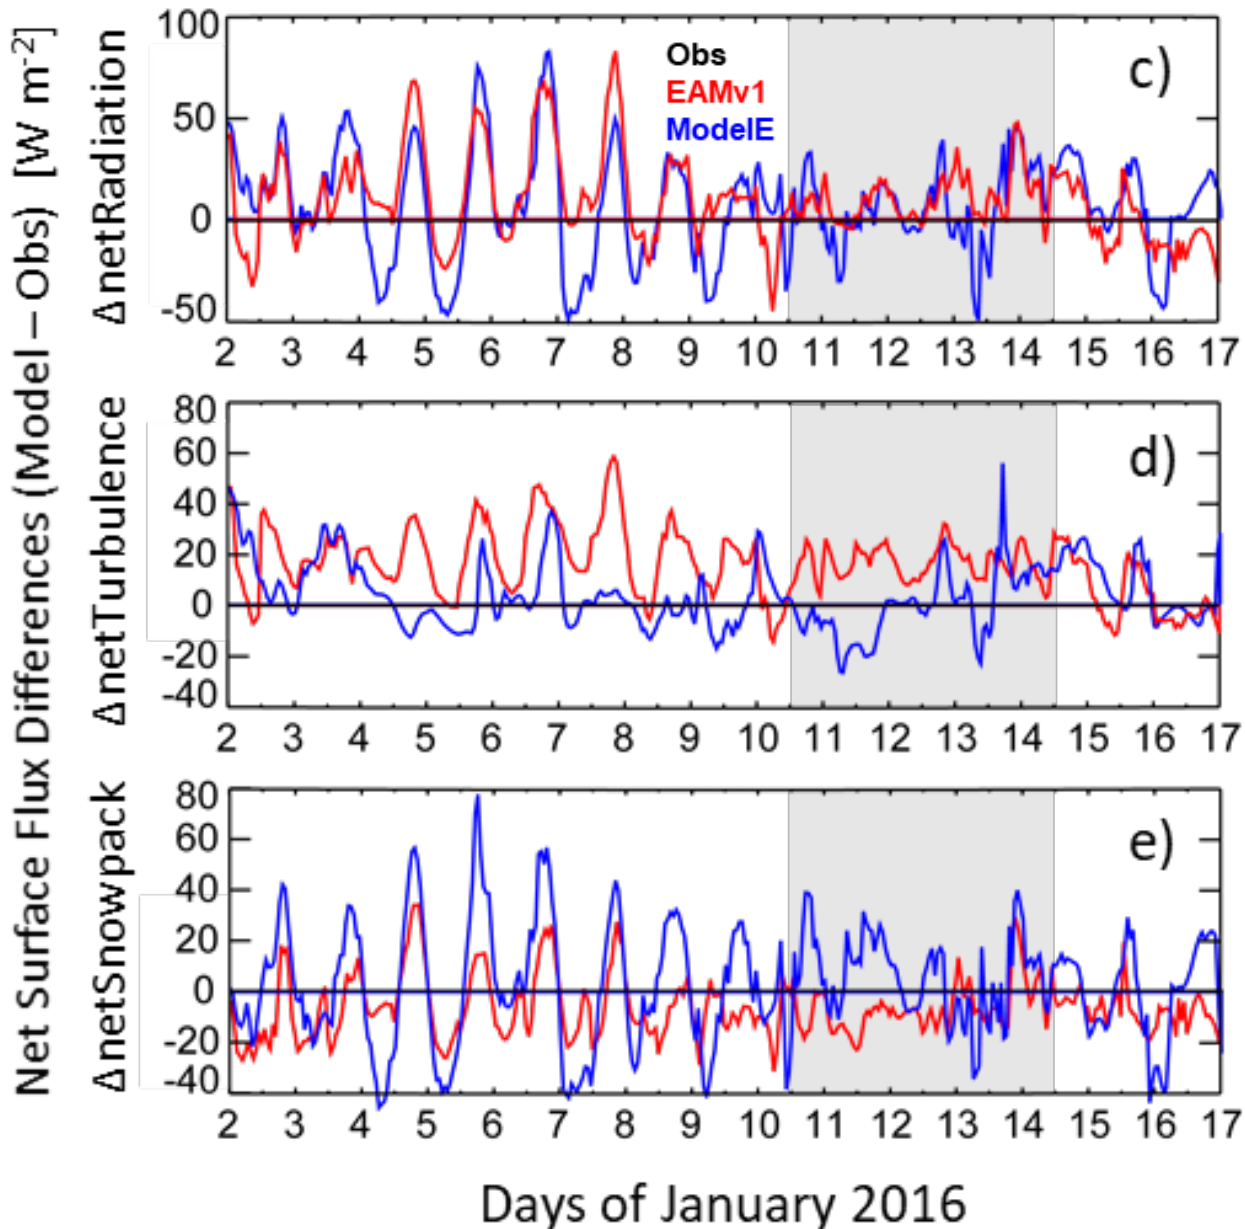 Net Surface Flux Differences (Model – Obs) [W m-2]
Δ netRadiation
100
50
0
-50
Obs
EAMv1
ModelE
c)
2 3 4 5 6 7 8 9 10 11 12 13 14 15 16 17
Δ netTurbulence
80
60
40
20
0
-20
-40
d)
2 3 4 5 6 7 8 9 10 11 12 13 14 15 16 17
Δ netSnowpack
80
60
40
20
0
-20
-40
e)
2 3 4 5 6 7 8 9 10 11 12 13 14 15 16 17
Days of January 2016